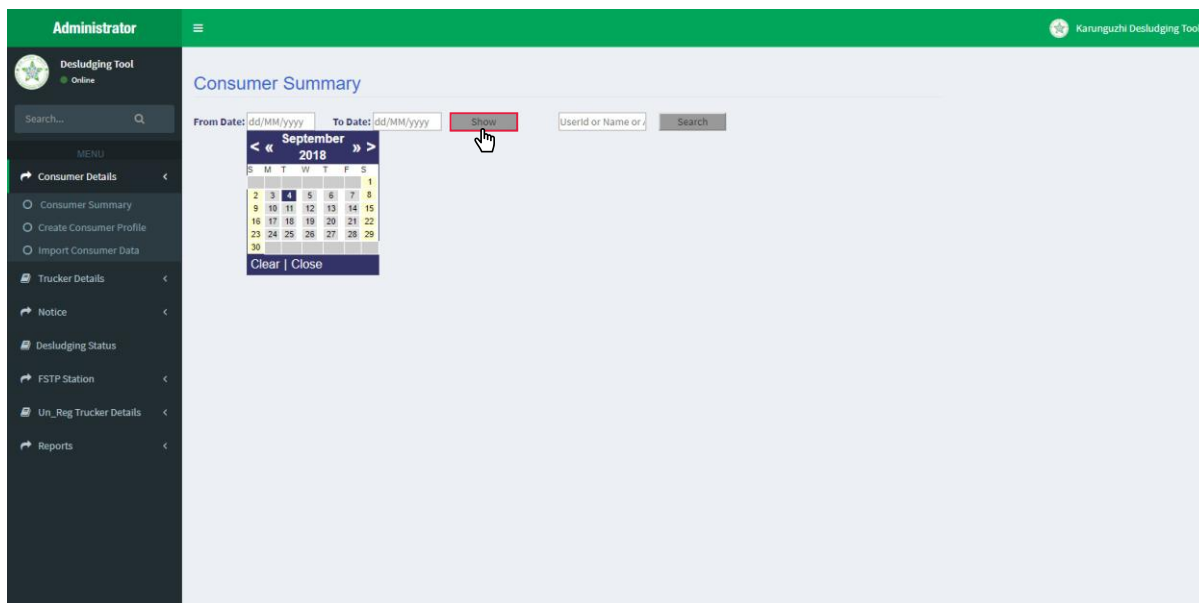 Administrator
Karunguzhi Desludging Tool
Desludging Tool
Online
Search...
MENU
Consumer Details
Consumer Summary
Create Consumer Profile
Import Consumer Data
Trucker Details
Notice
Desludging Status
FSTP Station
Un_Reg Trucker Details
Reports
Consumer Summary
From Date: dd/MM/yyyy To Date: dd/MM/yyyy Show UserId or Name or Search
< « September 2018 » >
S M T W T F S
1
2 3 4 5 6 7 8
9 10 11 12 13 14 15
16 17 18 19 20 21 22
23 24 25 26 27 28 29
30
Clear | Close